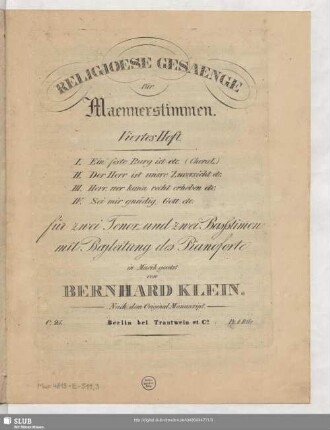 RELIGIOESE GESAENGE
für
Maennerstimmen.
Viertes Heft.
I. Ein feste Burg ist etc. (Choral.)
II. Der Herr ist unsre Zuversicht etc.
III. Herr, wer kann recht erheben etc.
IV. Sei mir gnädig, Gott etc.
für zwei Tenor und zwei Bassstimen
mit Begleitung des Pianoforte
in Musik gesetzt
von
BERNHARD KLEIN.
Nach dem Original Manuscript.
Berlin bei Trautwein et Co.
SLUB